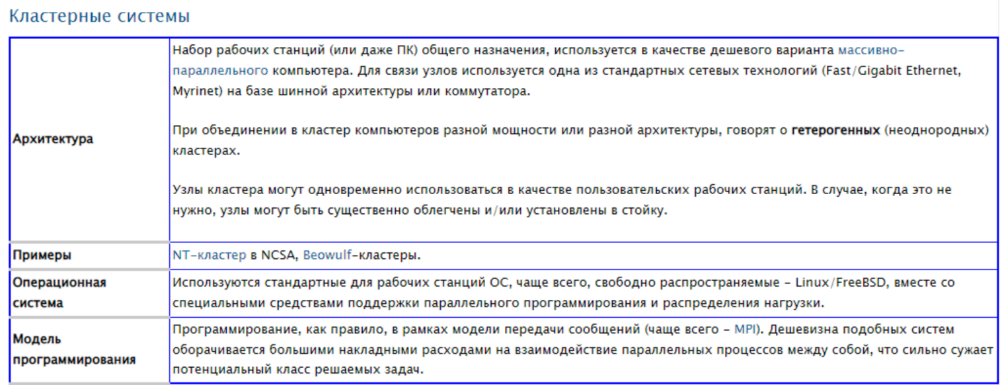 Кластерные системы
Набор рабочих станций (или даже ПК) общего назначения, используется в качестве дешевого варианта массивно-
параллельного компьютера. Для связи узлов используется одна из стандартных сетевых технологий (Fast/Gigabit Ethernet,
Myrinet) на базе шинной архитектуры или коммутатора.
Архитектура
При объединении в кластер компьютеров разной мощности или разной архитектуры, говорят о гетерогенных (неоднородных)
кластерах.
Узлы кластера могут одновременно использоваться в качестве пользовательских рабочих станций. В случае, когда это не
нужно, узлы могут быть существенно облегчены и/или установлены в стойку.
Примеры
NT-кластер в NCSA, Beowulf-кластеры.
Операционная
система
Используются стандартные для рабочих станций ОС, чаще всего, свободно распространяемые - Linux/FreeBSD, вместе со
специальными средствами поддержки параллельного программирования и распределения нагрузки.
Модель
программирования
Программирование, как правило, в рамках модели передачи сообщений (чаще всего - MPI). Дешевизна подобных систем
оборачивается большими накладными расходами на взаимодействие параллельных процессов между собой, что сильно сужает
потенциальный класс решаемых задач.